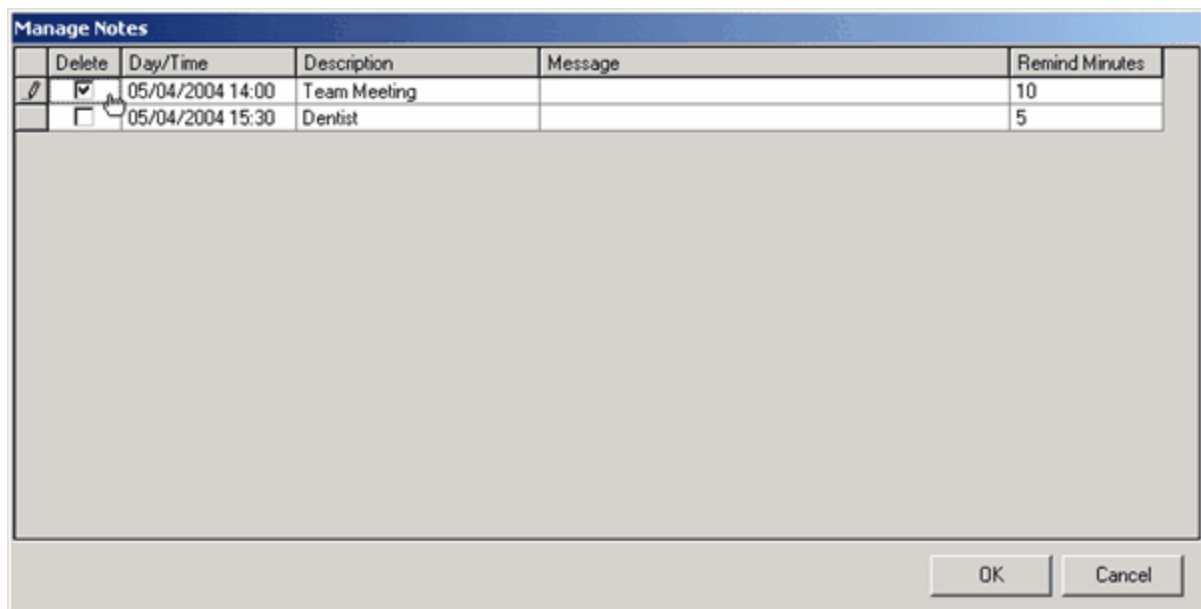 Manage Notes
Delete Day/Time Description Message Remind Minutes
05/04/2004 14:00 Team Meeting 10
05/04/2004 15:30 Dentist 5
OK Cancel